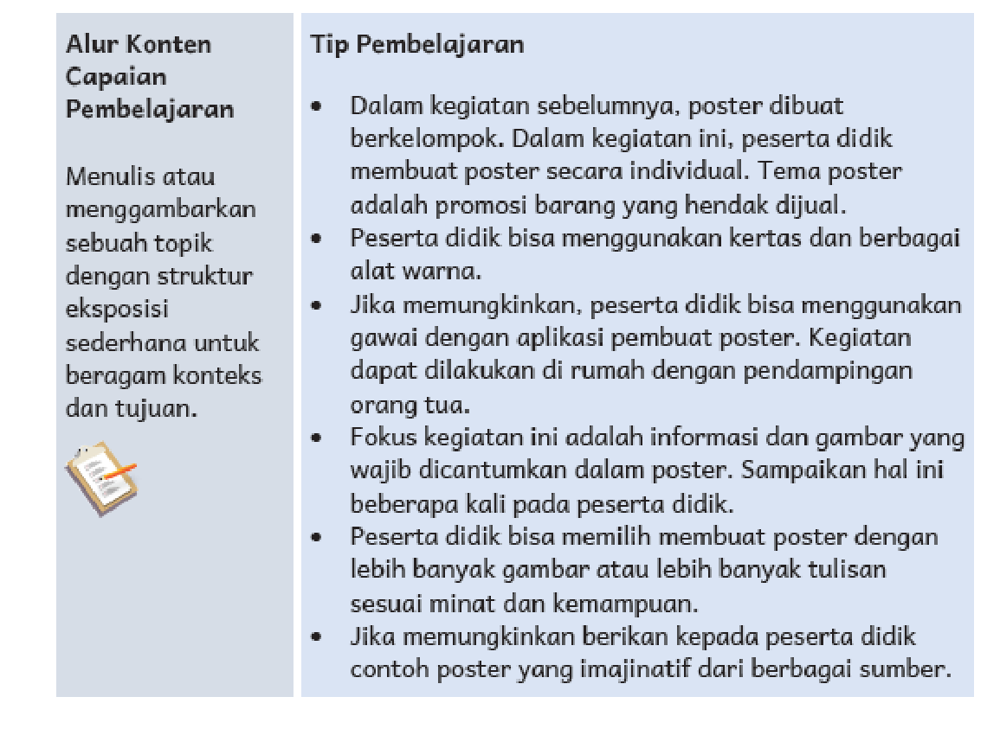 Alur Konten
Capaian
Pembelajaran
Menulis atau
menggambarkan
sebuah topik
dengan struktur
eksposisi
sederhana untuk
beragam konteks
dan tujuan.
Tip Pembelajaran
• Dalam kegiatan sebelumnya, poster dibuat
berkelompok. Dalam kegiatan ini, peserta didik
membuat poster secara individual. Tema poster
adalah promosi barang yang hendak dijual.
• Peserta didik bisa menggunakan kertas dan berbagai
alat warna.
• Jika memungkinkan, peserta didik bisa menggunakan
gawai dengan aplikasi pembuat poster. Kegiatan
dapat dilakukan di rumah dengan pendampingan
orang tua.
• Fokus kegiatan ini adalah informasi dan gambar yang
wajib dicantumkan dalam poster. Sampaikan hal ini
beberapa kali pada peserta didik.
• Peserta didik bisa memilih membuat poster dengan
lebih banyak gambar atau lebih banyak tulisan
sesuai minat dan kemampuan.
• Jika memungkinkan berikan kepada peserta didik
contoh poster yang imajinatif dari berbagai sumber.